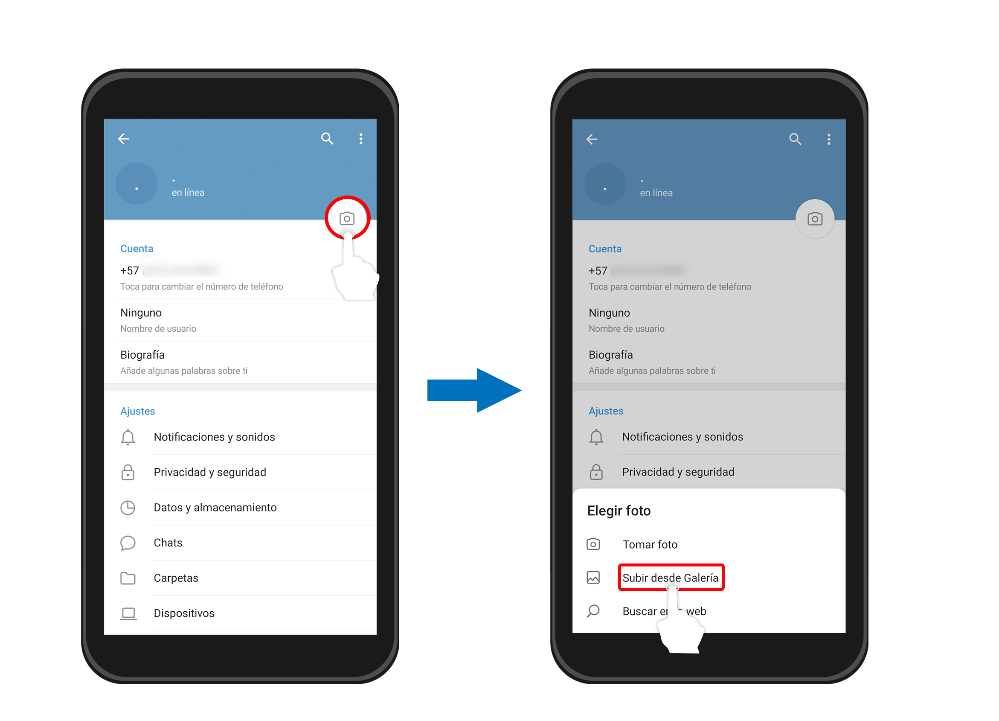 .
.
en línea
Cuenta
+57
Toca para cambiar el número de teléfono
Ninguno
Nombre de usuario
Biografía
Añade algunas palabras sobre ti
Ajustes
Notificaciones y sonidos
Privacidad y seguridad
Datos y almacenamiento
Chats
Carpetas
Dispositivos
.
.
en línea
Cuenta
+57
Toca para cambiar el número de teléfono
Ninguno
Nombre de usuario
Biografía
Añade algunas palabras sobre ti
Ajustes
Notificaciones y sonidos
Privacidad y seguridad
Elegir foto
Tomar foto
Subir desde Galería
Buscar web